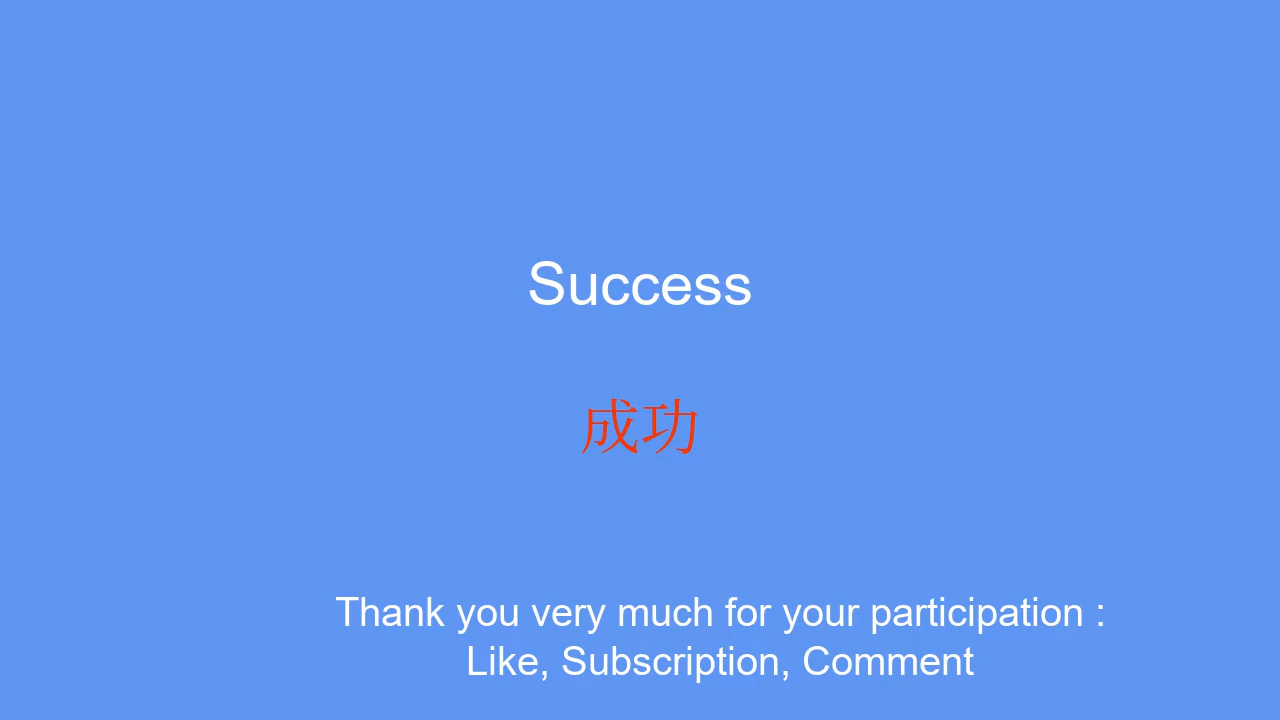 Success
成功
Thank you very much for your participation :
Like, Subscription, Comment